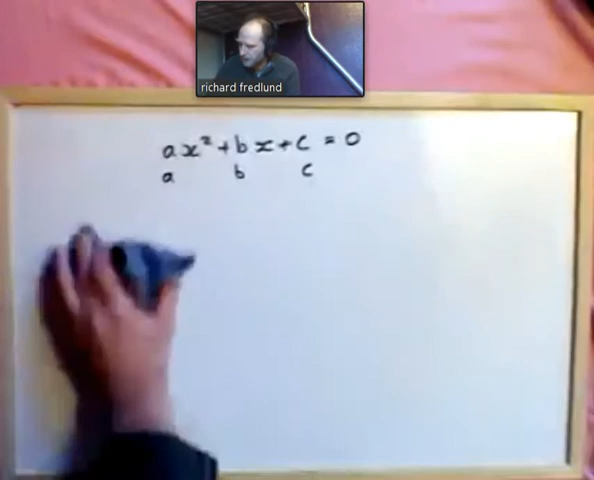 richard fredlund
ax² + bx + c = 0
a b c